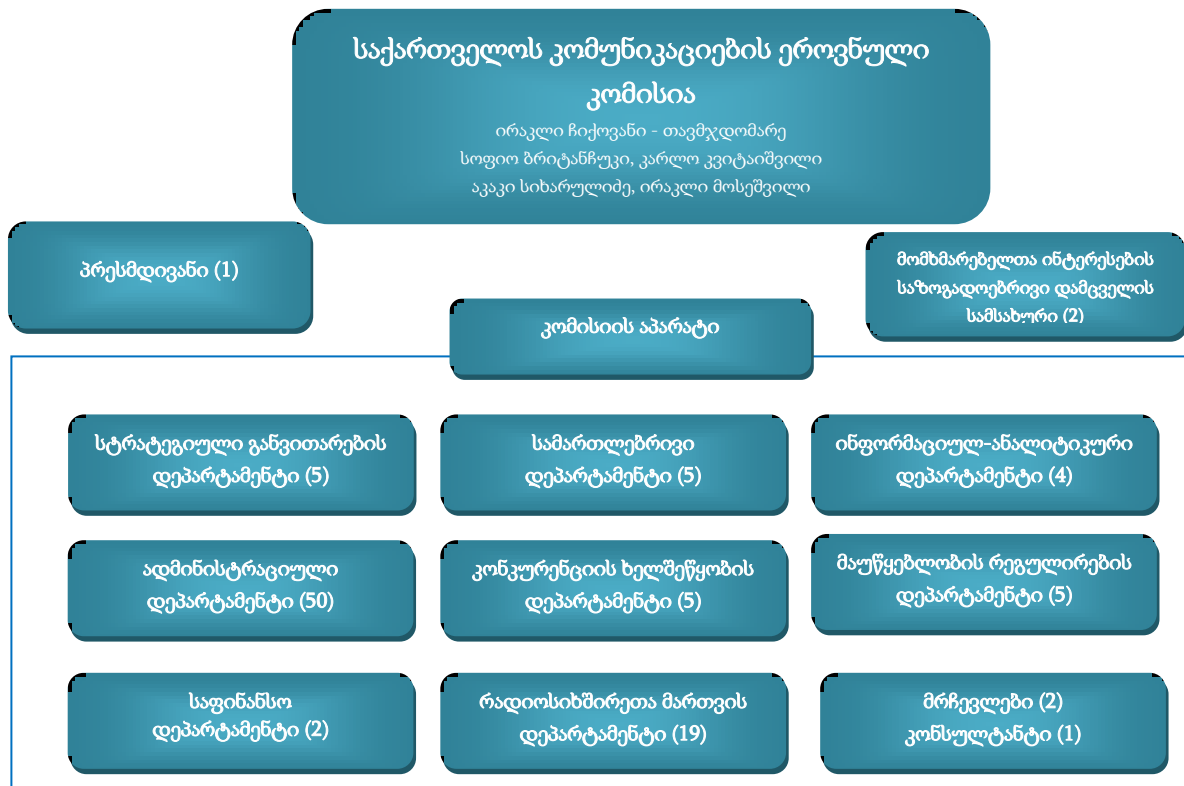 საქართველოს კომუნიკაციების ეროვნული
კომისია
ირაკლი ჩიქოვანი - თავმჯდომარე
სოფიო ბრიტანჩუკი, კარლო კვიტაიშვილი
აკაკი სიხარულიძე, ირაკლი მოსეშვილი
პრესმდივანი (1)
მომხმარებელთა ინტერესების
საზოგადოებრივი დამცველის
სამსახური (2)
კომისიის აპარატი
სტრატეგიული განვითარების
დეპარტამენტი (5)
სამართლებრივი
დეპარტამენტი (5)
ინფორმაციულ-ანალიტიკური
დეპარტამენტი (4)
ადმინისტრაციული
დეპარტამენტი (50)
კონკურენციის ხელშეწყობის
დეპარტამენტი (5)
მაუწყებლობის რეგულირების
დეპარტამენტი (5)
საფინანსო
დეპარტამენტი (2)
რადიოსიხშირეთა მართვის
დეპარტამენტი (19)
მრჩევლები (2)
კონსულტანტი (1)